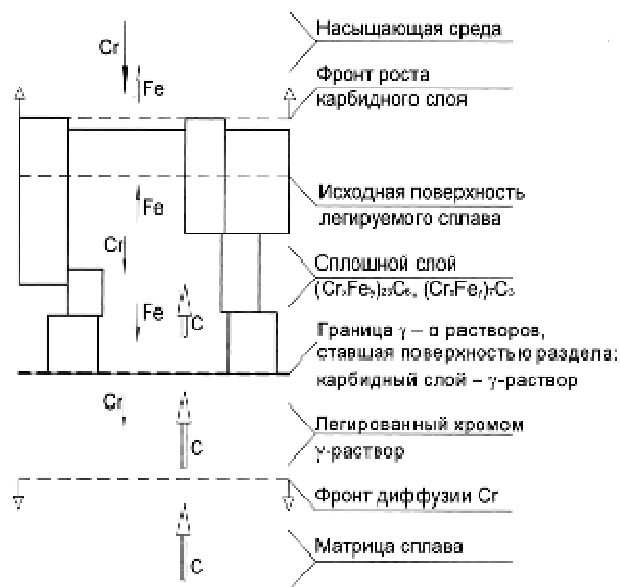 Cr
Насыщающая среда
Fe
Фронт роста
карбидного слоя
Fe
Исходная поверхность
легируемого сплава
Cr
Сплошной слой
Fe
C
Граница γ – α растворов,
ставшая поверхностью раздела:
карбидный слой – γ-раствор
Cr
C
Легированный хромом
γ-раствор
Фронт диффузии Cr
C
Матрица сплава